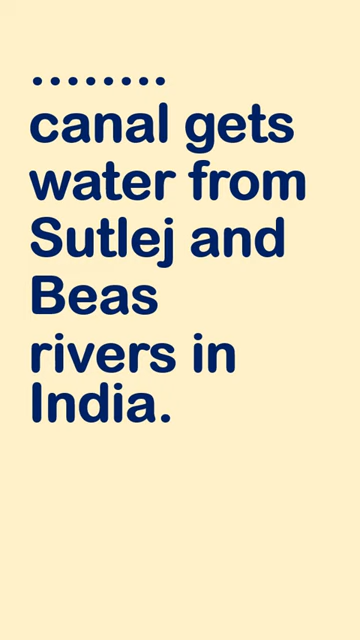 ........
canal gets
water from
Sutlej and
Beas
rivers in
India.